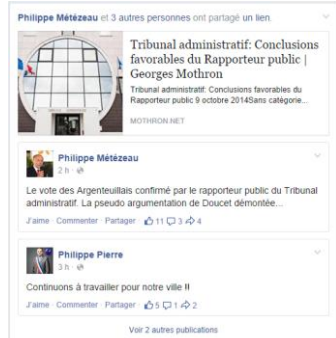 Philippe Métézeau et 3 autres personnes ont partagé un lien.
Tribunal administratif: Conclusions
favorables du Rapporteur public |
Georges Mothron
Tribunal administratif: Conclusions favorables du
Rapporteur public 9 octobre 2014Sans catégorie...
MOTHRON.NET
Philippe Métézeau
2 h ·
Le vote des Argenteuillais confirmé par le rapporteur public du Tribunal
administratif. La pseudo argumentation de Doucet démontée...
J'aime · Commenter · Partager · 11 3 4
Philippe Pierre
3 h ·
Continuons à travailler pour notre ville !!
J'aime · Commenter · Partager · 5 1 2
Voir 2 autres publications